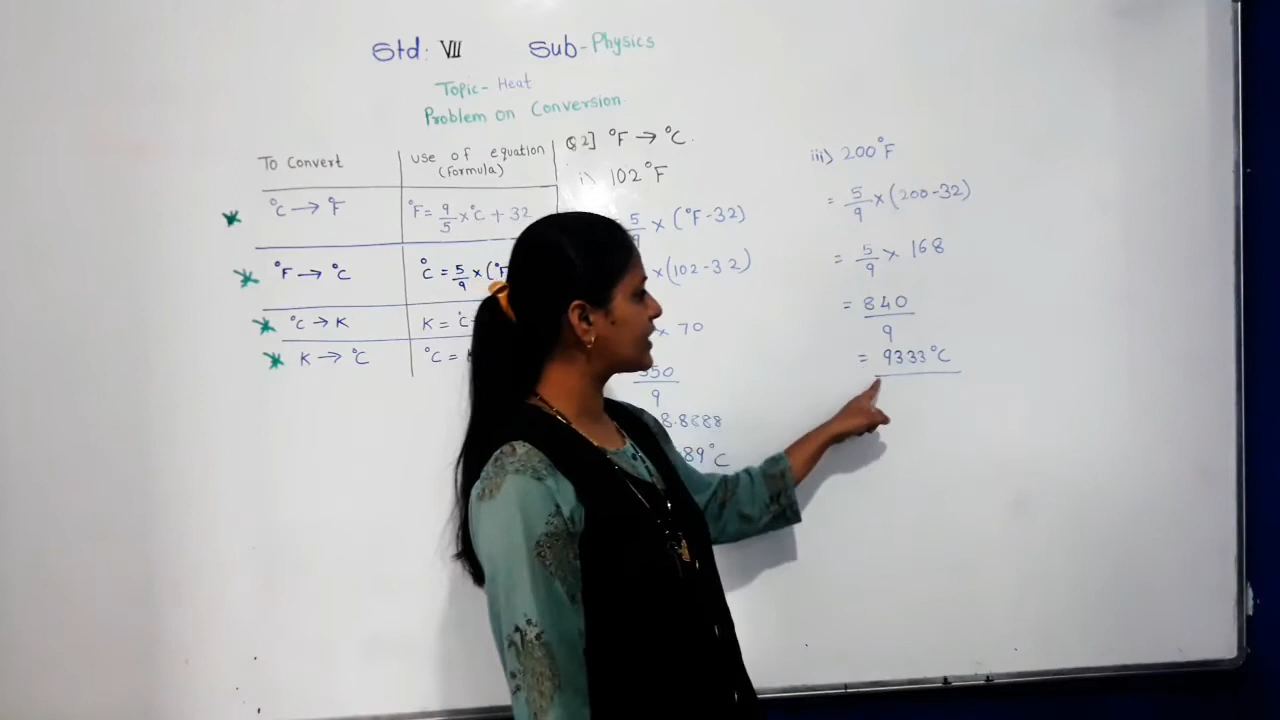 Std: VII Sub-Physics
Topic- Heat
Problem on Conversion
To Convert
use of equation
(formula)
°C → °F
°F = 9/5 x °C + 32
°F → °C
°C = 5/9 x (°F
°C → K
K = °C
K → °C
°C =
Q2] °F → °C.
i) 102°F
5/9 x (°F-32)
x (102-32)
x 70
350
9
8.8888
89°C
iii) 200°F
= 5/9 x (200-32)
= 5/9 x 168
= 840
9
= 9333°C